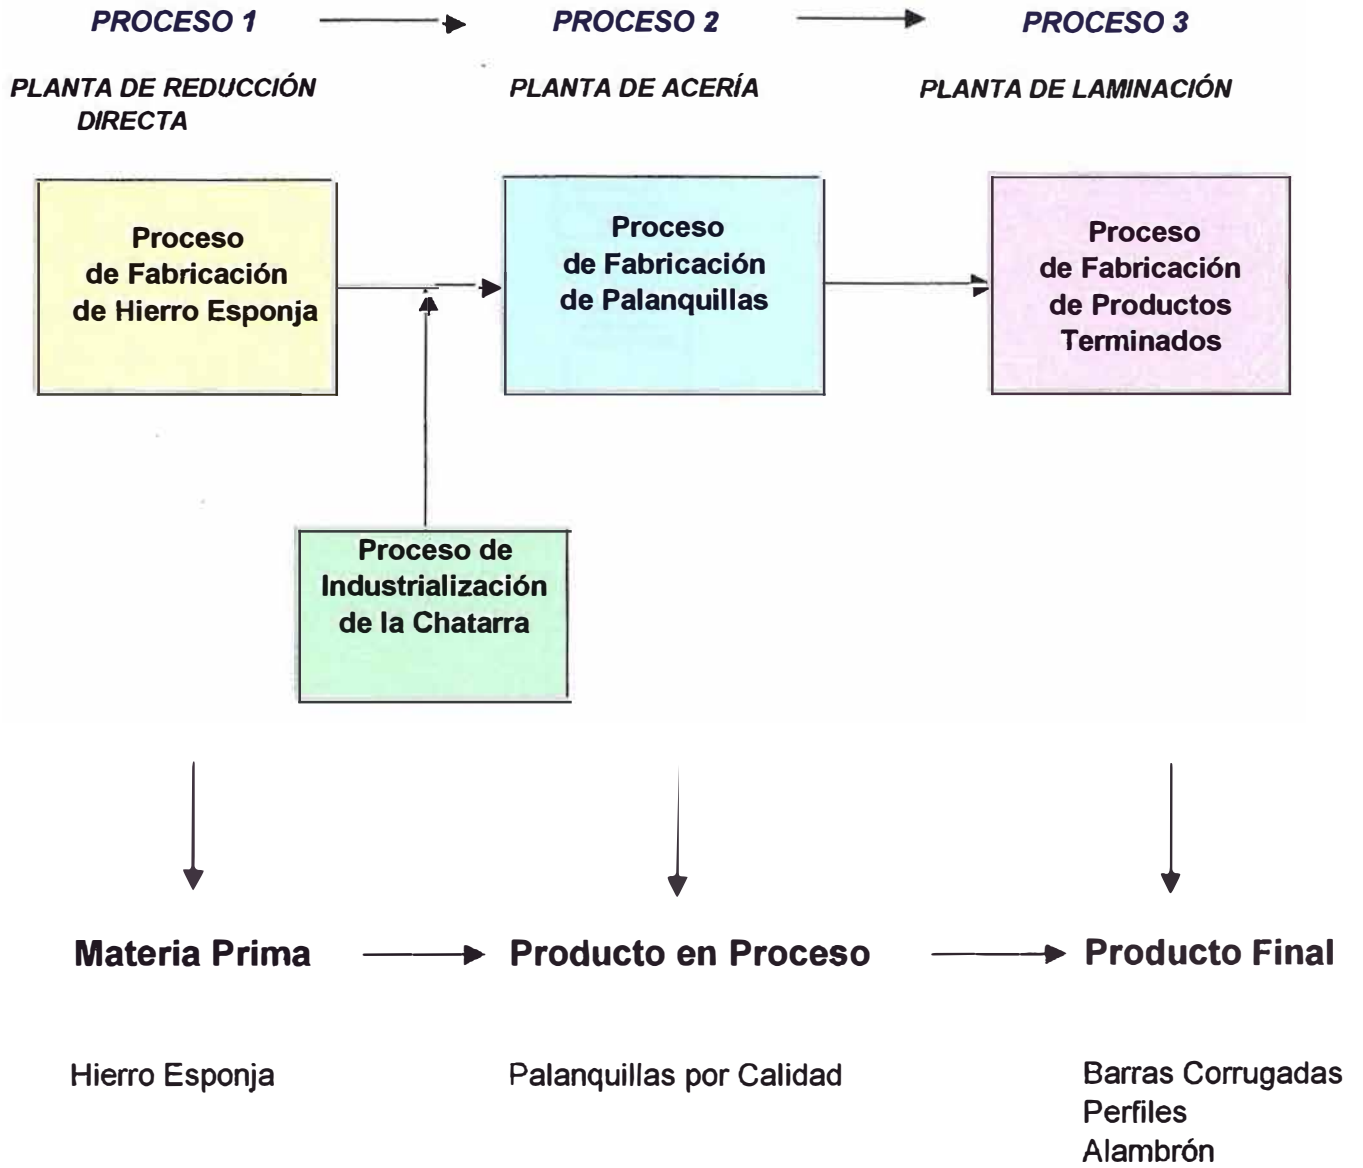 PROCESO 1
PROCESO 2
PROCESO 3
PLANTA DE REDUCCIÓN
DIRECTA
PLANTA DE ACERÍA
PLANTA DE LAMINACIÓN
Proceso
de Fabricación
de Hierro Esponja
Proceso
de Fabricación
de Palanquillas
Proceso
de Fabricación
de Productos
Terminados
Proceso de
Industrialización
de la Chatarra
Materia Prima
Producto en Proceso
Producto Final
Hierro Esponja
Palanquillas por Calidad
Barras Corrugadas
Perfiles
Alambrón